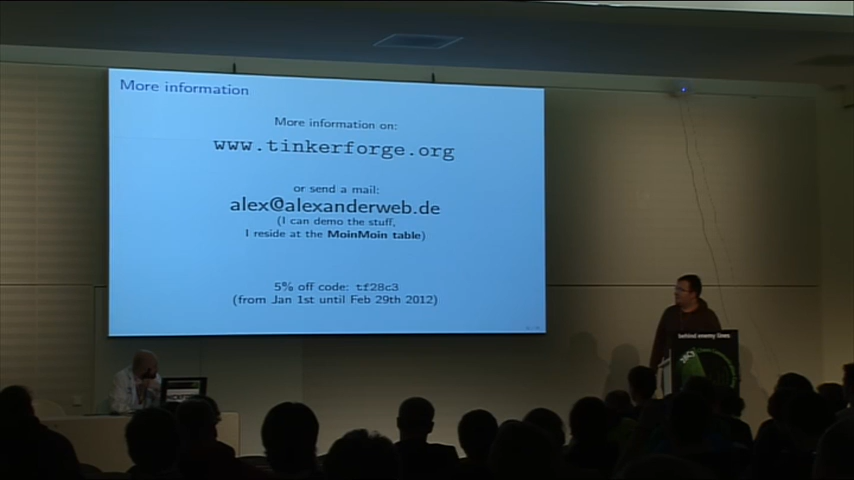 More information
More information on:
www.tinkerforge.org
or send a mail:
alex@alexanderweb.de
(I can demo the stuff,
I reside at the MoinMoin table)
5% off code: tf28c3
(from Jan 1st until Feb 29th 2012)
behind enemy lines